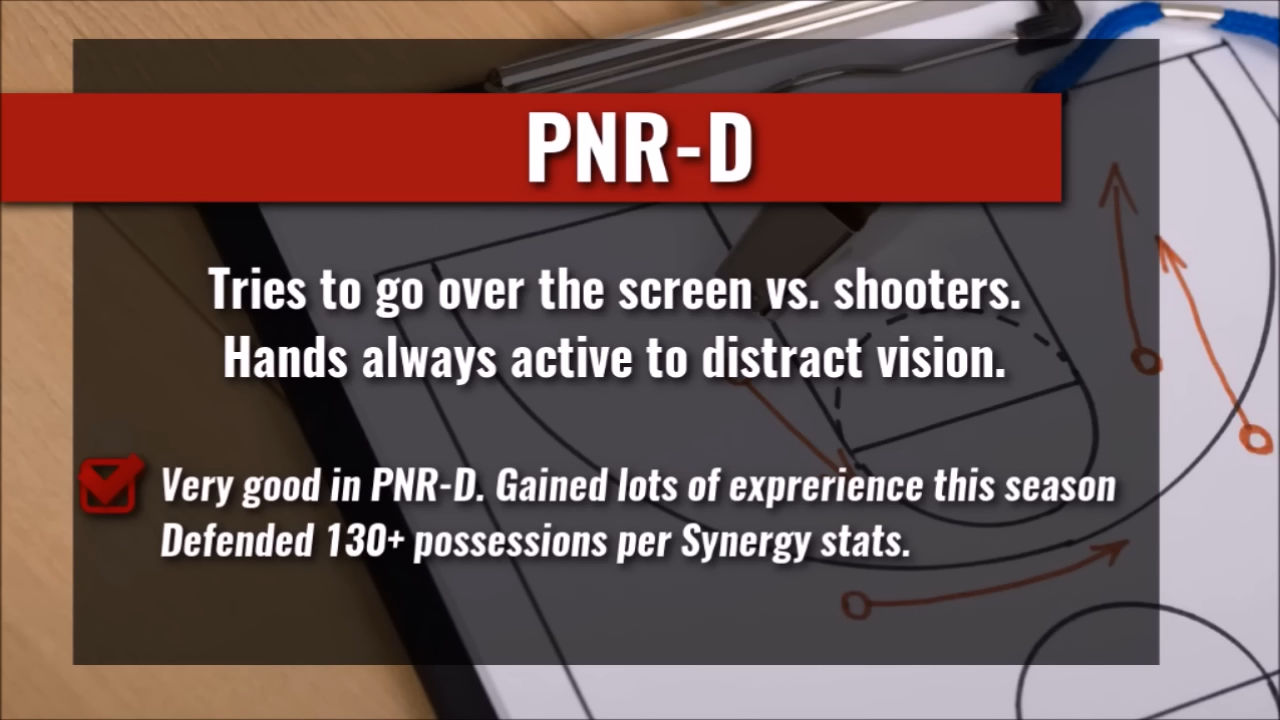 PNR-D
Tries to go over the screen vs. shooters.
Hands always active to distract vision.
Very good in PNR-D. Gained lots of exprerience this season
Defended 130+ possessions per Synergy stats.